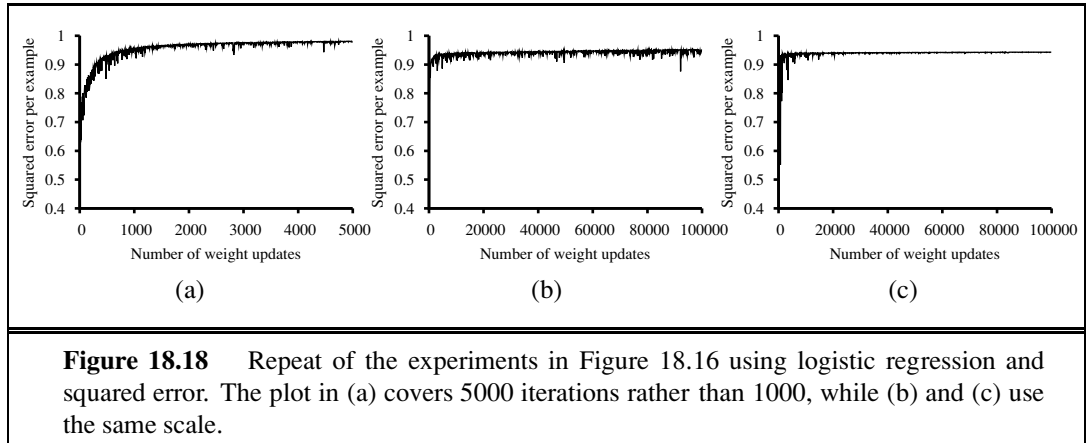 Squared error per example
1
0.9
0.8
0.7
0.6
0.5
0.4
0 1000 2000 3000 4000 5000
Number of weight updates
(a)
Squared error per example
1
0.9
0.8
0.7
0.6
0.5
0.4
0 20000 40000 60000 80000 100000
Number of weight updates
(b)
Squared error per example
1
0.9
0.8
0.7
0.6
0.5
0.4
0 20000 40000 60000 80000 100000
Number of weight updates
(c)
Figure 18.18 Repeat of the experiments in Figure 18.16 using logistic regression and
squared error. The plot in (a) covers 5000 iterations rather than 1000, while (b) and (c) use
the same scale.